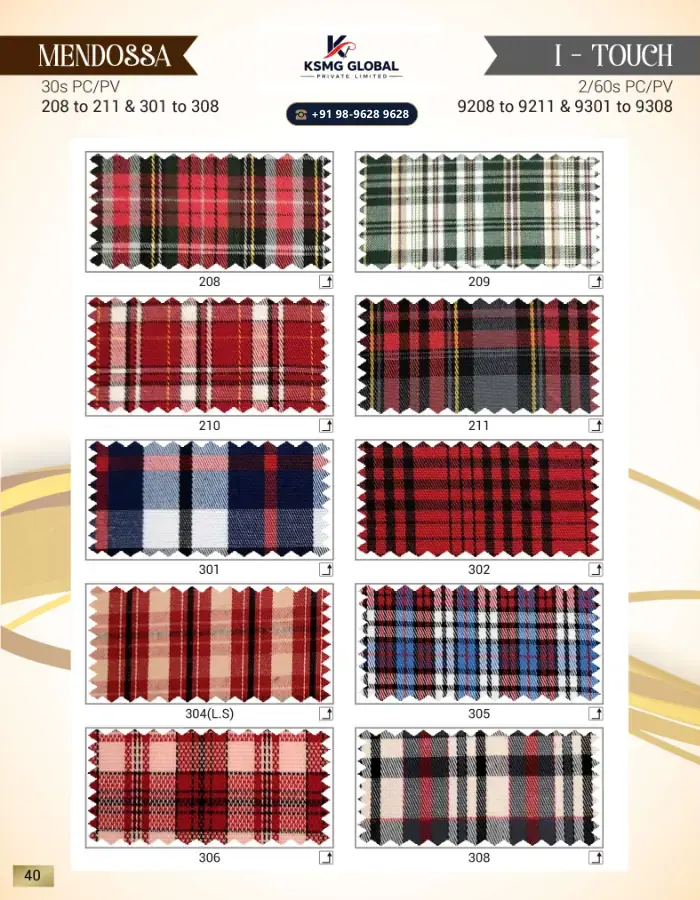 MENDOSSA
30s PC/PV
208 to 211 & 301 to 308
KSMG GLOBAL
PRIVATE LIMITED
+91 98-9628 9628
I - TOUCH
2/60s PC/PV
9208 to 9211 & 9301 to 9308
208
209
210
211
301
302
304(L.S)
305
306
308
40